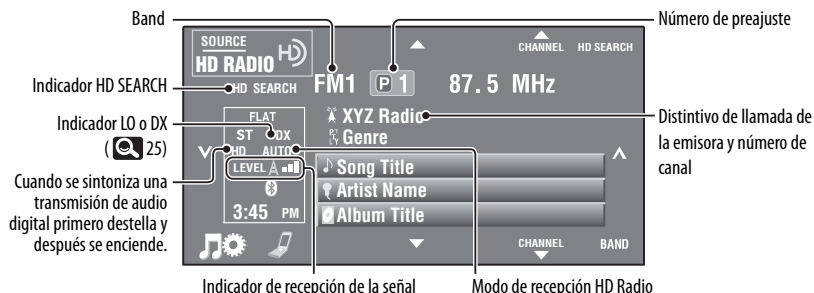 Band
Número de preajuste
SOURCE
HD RADIO HD
CHANNEL HD SEARCH
Indicador HD SEARCH
HD SEARCH
FM1 P 1 87.5 MHz
Indicador LO o DX
( 25)
FLAT
ST DX
HD AUTO
LEVEL
3:45 PM
XYZ Radio
PTY Genre
Distintivo de llamada de
la emisora y número de
canal
Cuando se sintoniza una
transmisión de audio
digital primero destella y
después se enciende.
Song Title
Artist Name
Album Title
CHANNEL BAND
Indicador de recepción de la señal
Modo de recepción HD Radio